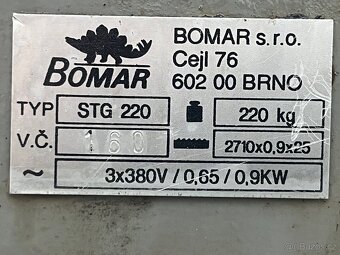 BOMAR
BOMAR s.r.o.
Cejl 76
602 00 BRNO
TYP STG 220 220 kg
V.Č. 160 2710x0,9x25
~ 3x380V / 0,65 / 0,9KW